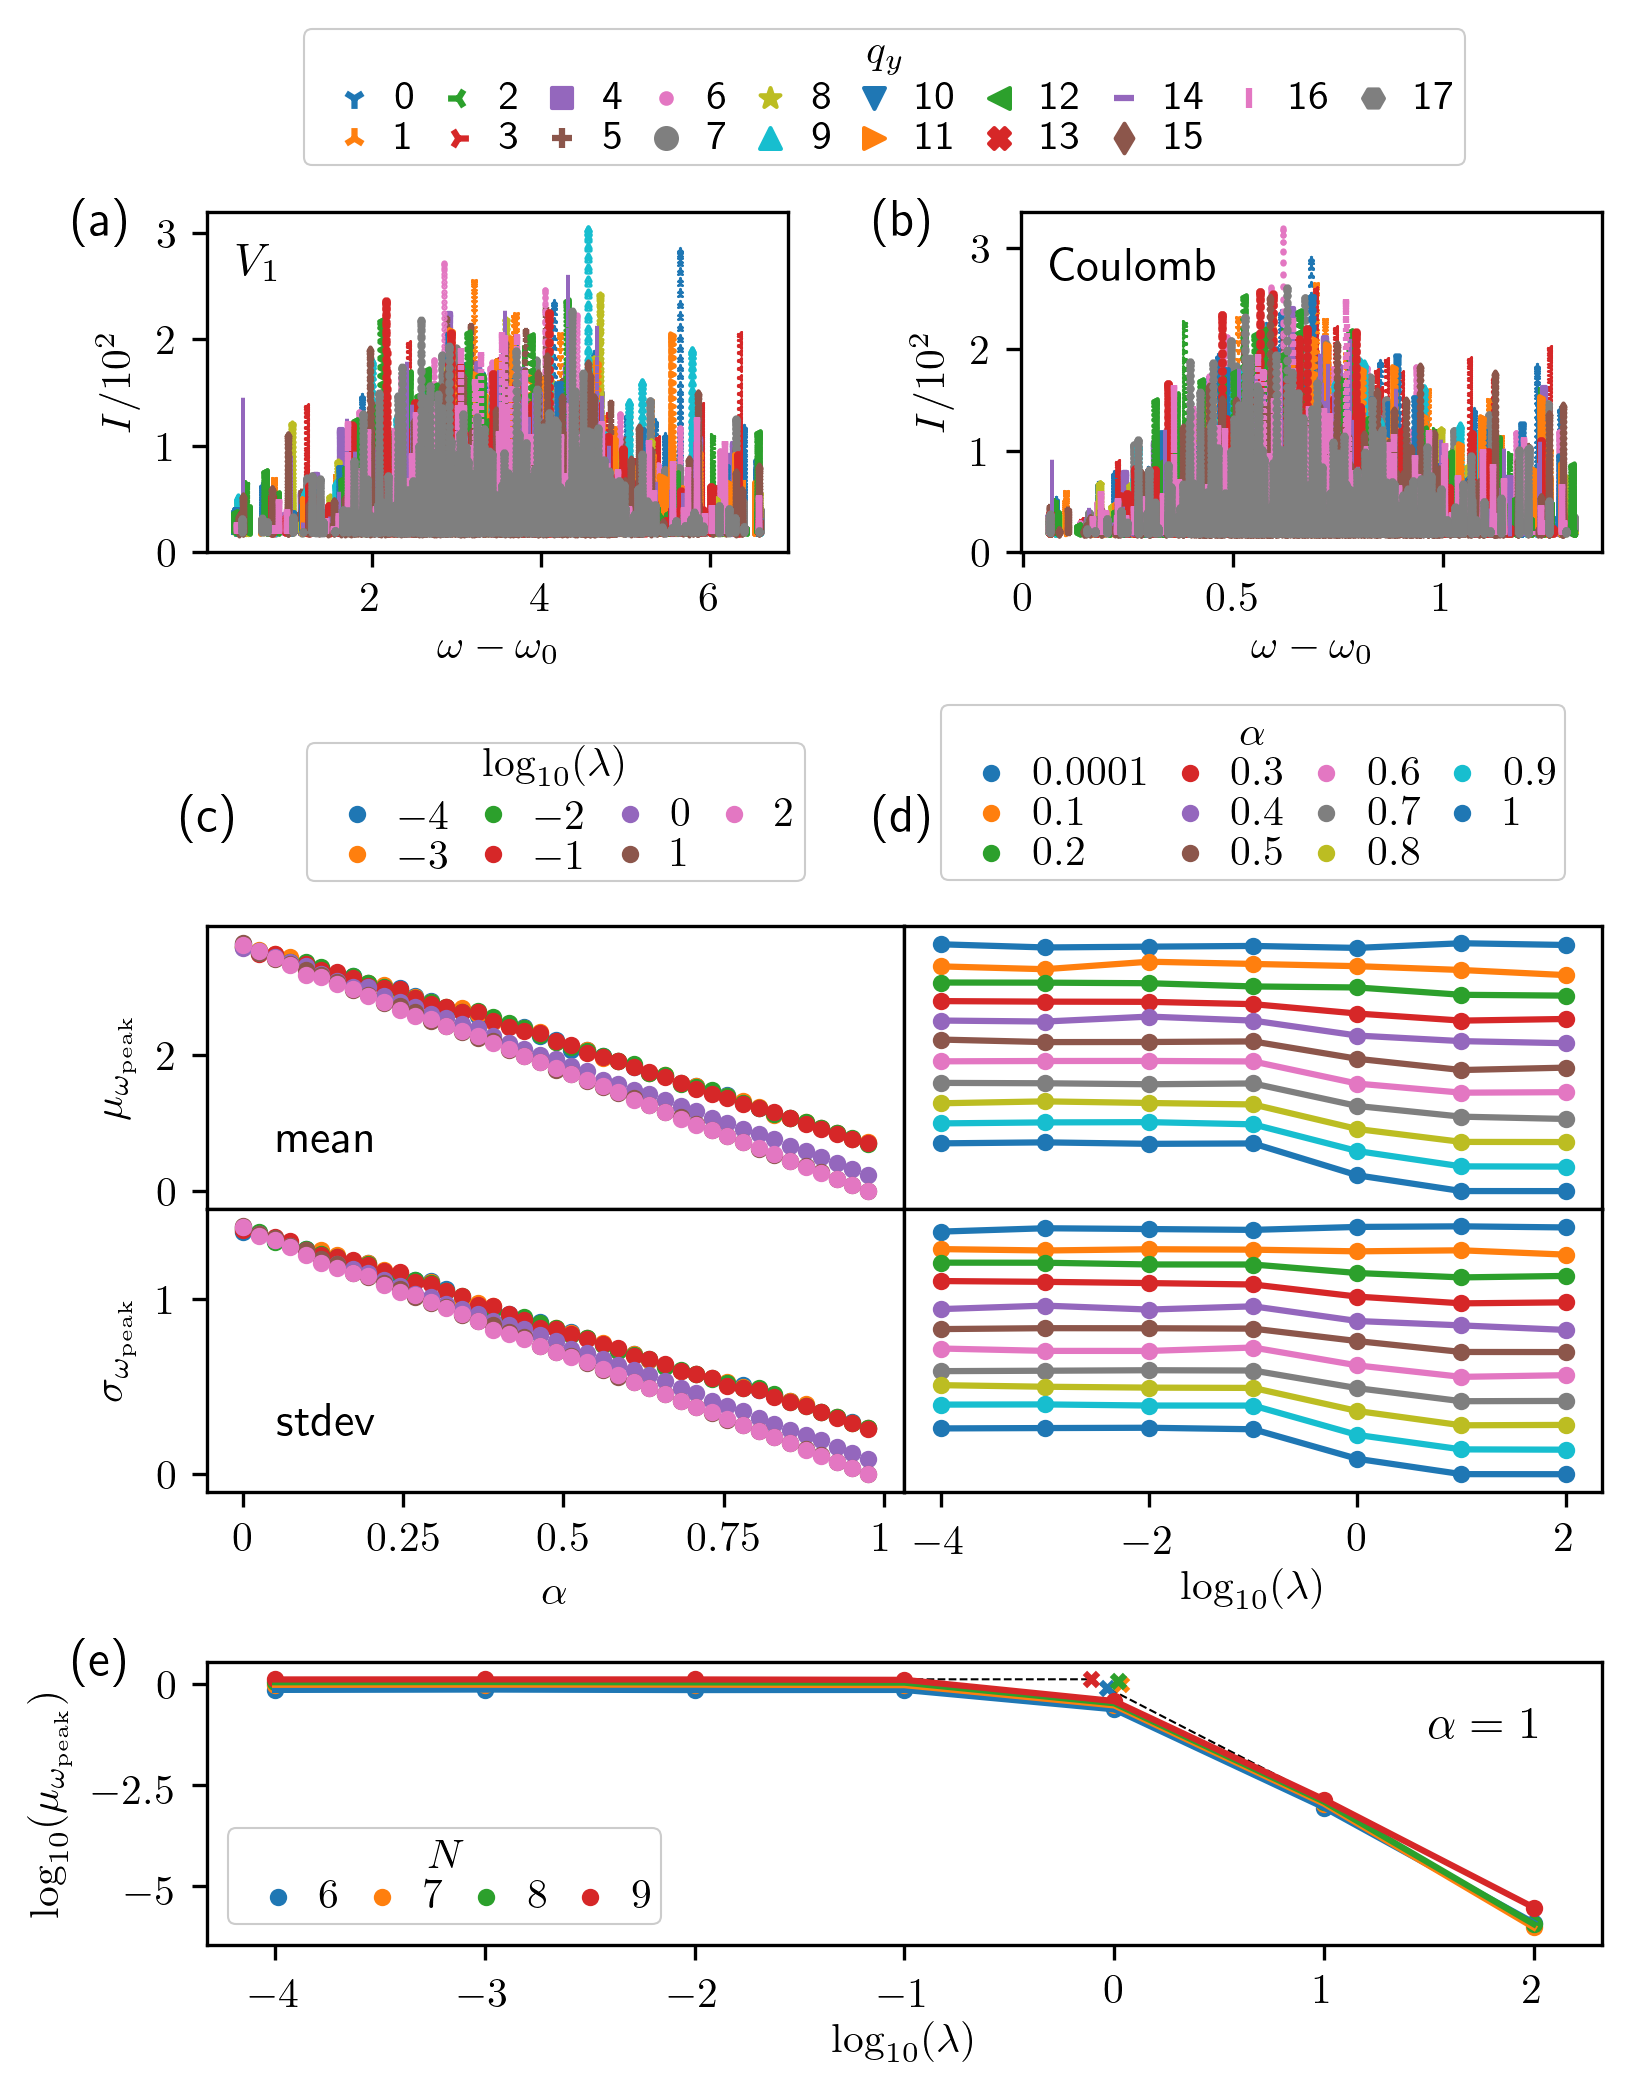 q_y
0 2 4 6 8 10 12 14 16 17
1 3 5 7 9 11 13 15
(a)
V_1
3
2
1
0
I/10^2
2 4 6
ω − ω_0
(b)
Coulomb
3
2
1
0
I/10^2
0 0.5 1
ω − ω_0
(c)
log_10(λ)
−4 −2 0 2
−3 −1 1
(d)
α
0.0001 0.3 0.6 0.9
0.1 0.4 0.7 1
0.2 0.5 0.8
μ_ω_peak
2
0
mean
σ_ω_peak
1
0
stdev
0 0.25 0.5 0.75 1
α
−4 −2 0 2
log_10(λ)
(e)
log_10(μ_ω_peak)
0
−2.5
−5
α = 1
N
6 7 8 9
−4 −3 −2 −1 0 1 2
log_10(λ)